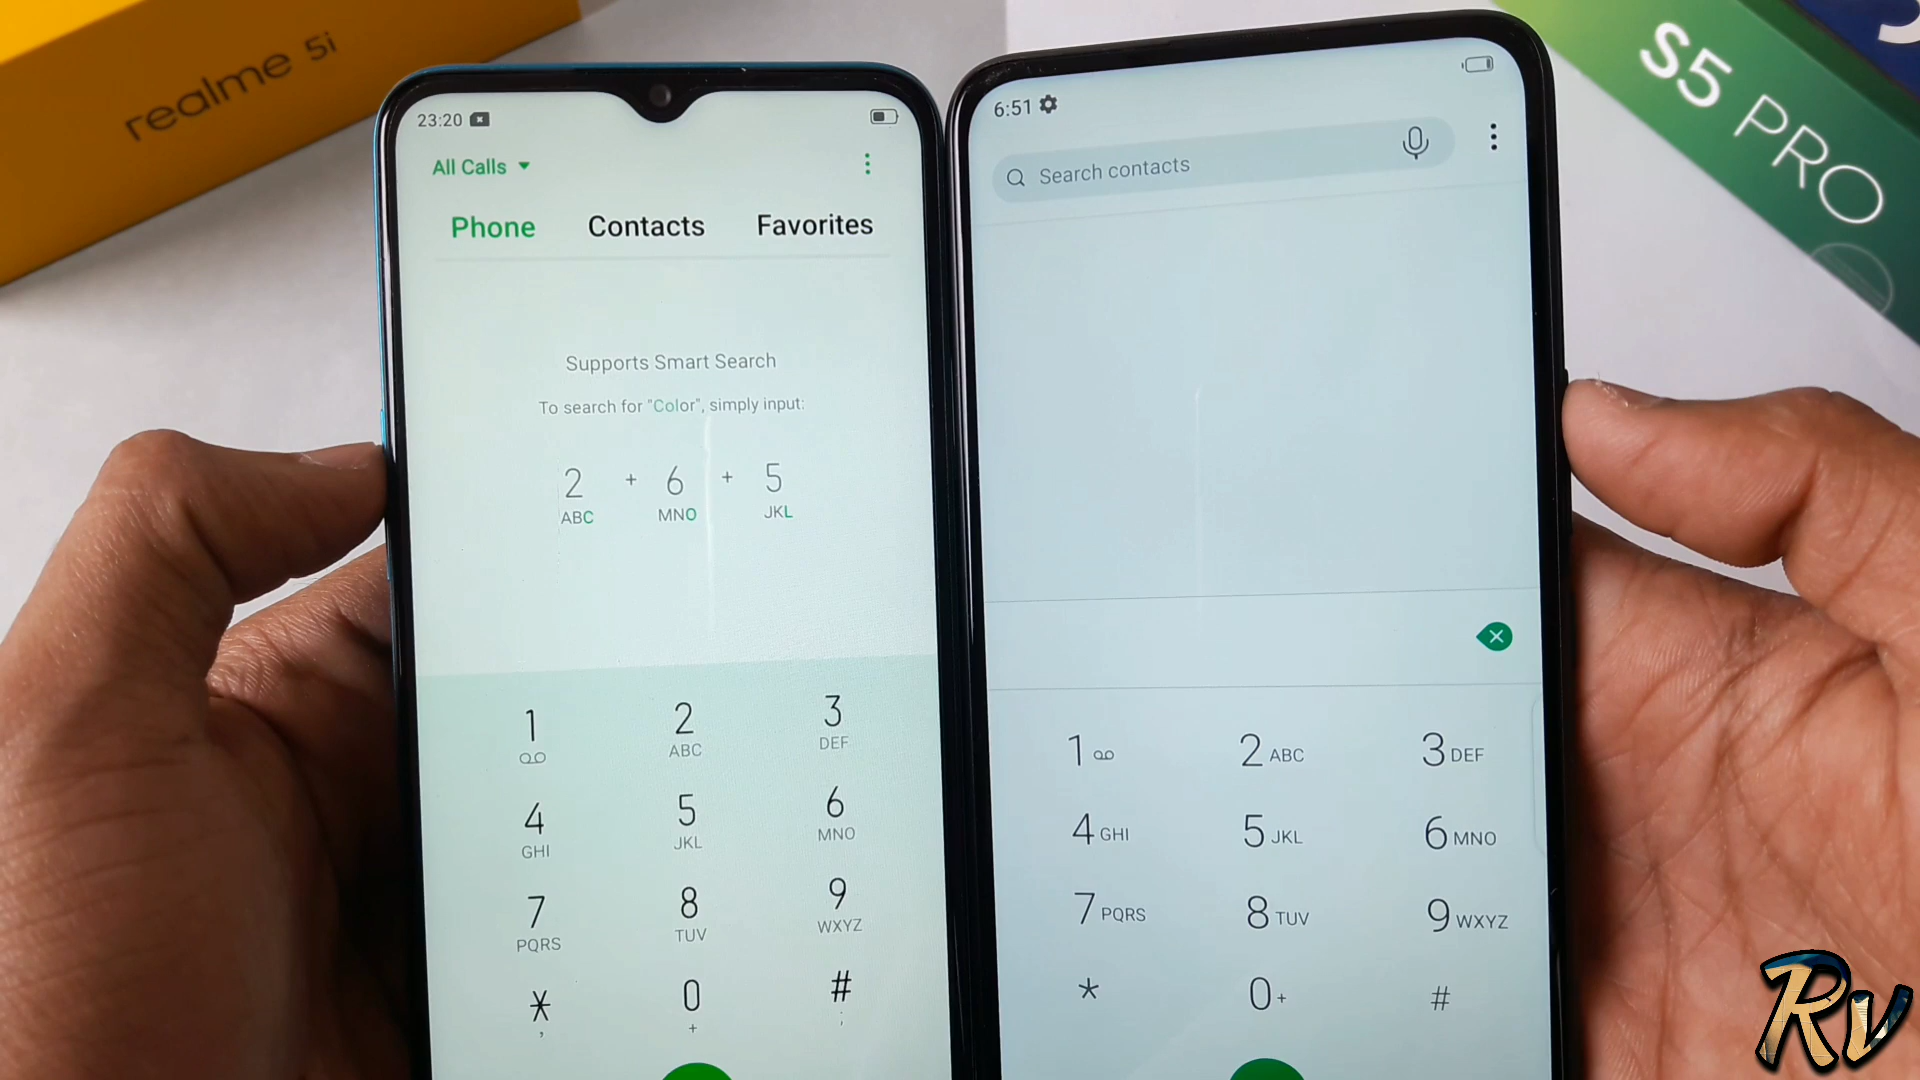 realme 5i
S5 PRO
23:20
All Calls
Phone Contacts Favorites
Supports Smart Search
To search for "Color", simply input:
2 + 6 + 5
ABC MNO JKL
1 2 3
ABC DEF
4 5 6
GHI JKL MNO
7 8 9
PQRS TUV WXYZ
* 0 #
, + ;
6:51
Search contacts
1 2 ABC 3 DEF
4 GHI 5 JKL 6 MNO
7 PQRS 8 TUV 9 WXYZ
* 0 + #
Rv